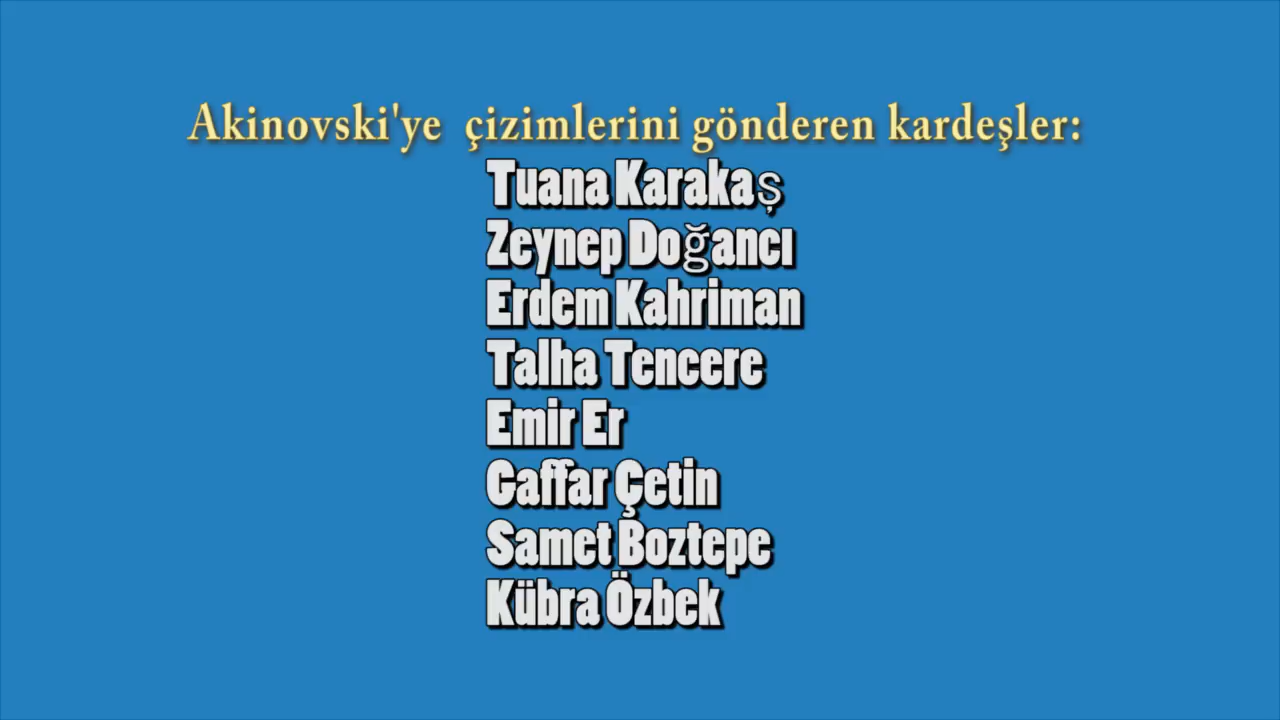 Akinovski'ye çizimlerini gönderen kardeşler:
Tuana Karakaş
Zeynep Doğancı
Erdem Kahriman
Talha Tencere
Emir Er
Gaffar Çetin
Samet Boztepe
Kübra Özbek